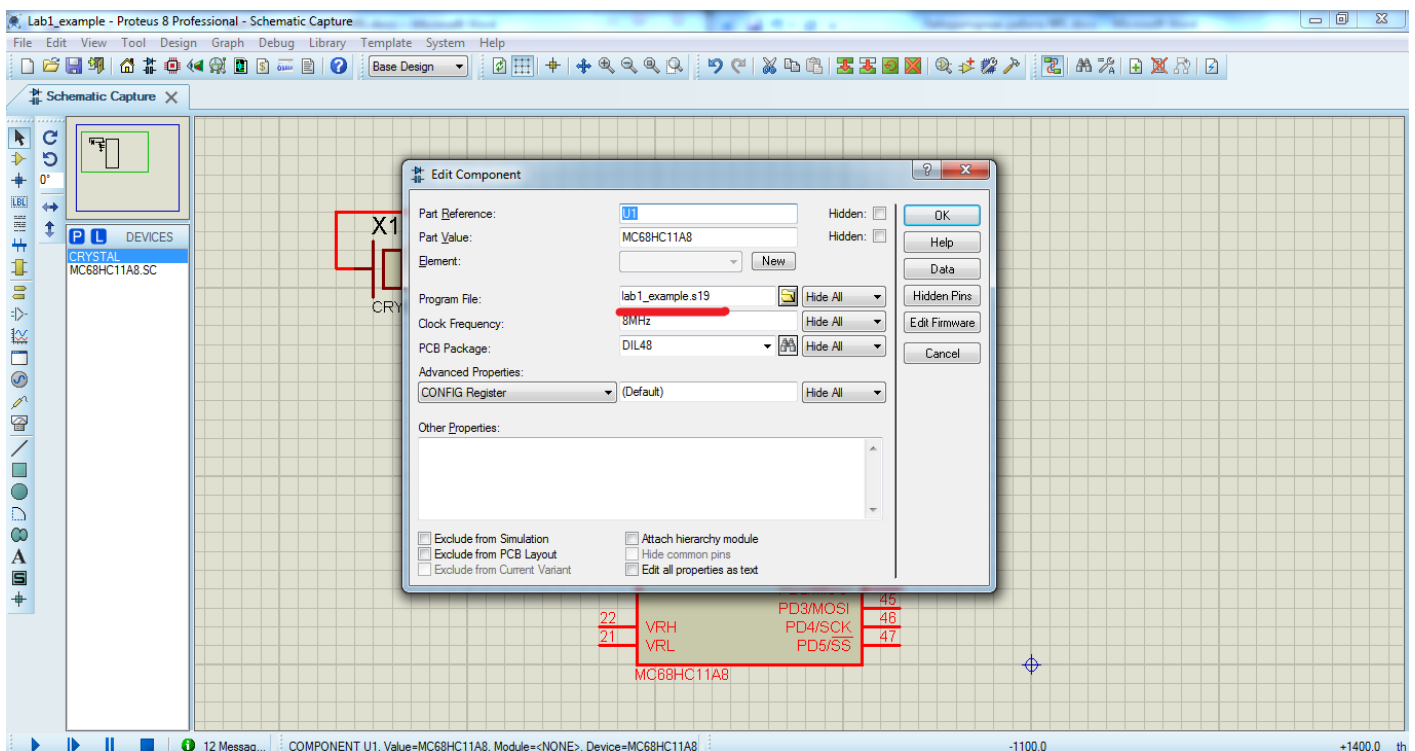 Lab1_example - Proteus 8 Professional - Schematic Capture
File Edit View Tool Design Graph Debug Library Template System Help
Base Design
Schematic Capture
0°
LBL
P L DEVICES
CRYSTAL
MC68HC11A8.SC
A
S
X1
CRY
Edit Component
Part Reference: U1 Hidden:
Part Value: MC68HC11A8 Hidden:
Element: New
Program File: lab1_example.s19 Hide All
Clock Frequency: 8MHz Hide All
PCB Package: DIL48 Hide All
Advanced Properties:
CONFIG Register (Default) Hide All
Other Properties:
Exclude from Simulation Attach hierarchy module
Exclude from PCB Layout Hide common pins
Exclude from Current Variant Edit all properties as text
OK
Help
Data
Hidden Pins
Edit Firmware
Cancel
45
PD3/MOSI
22 VRH PD4/SCK 46
21 VRL PD5/SS 47
MC68HC11A8
12 Messag... COMPONENT U1, Value=MC68HC11A8, Module=<NONE>, Device=MC68HC11A8 -1100.0 +1400.0 th